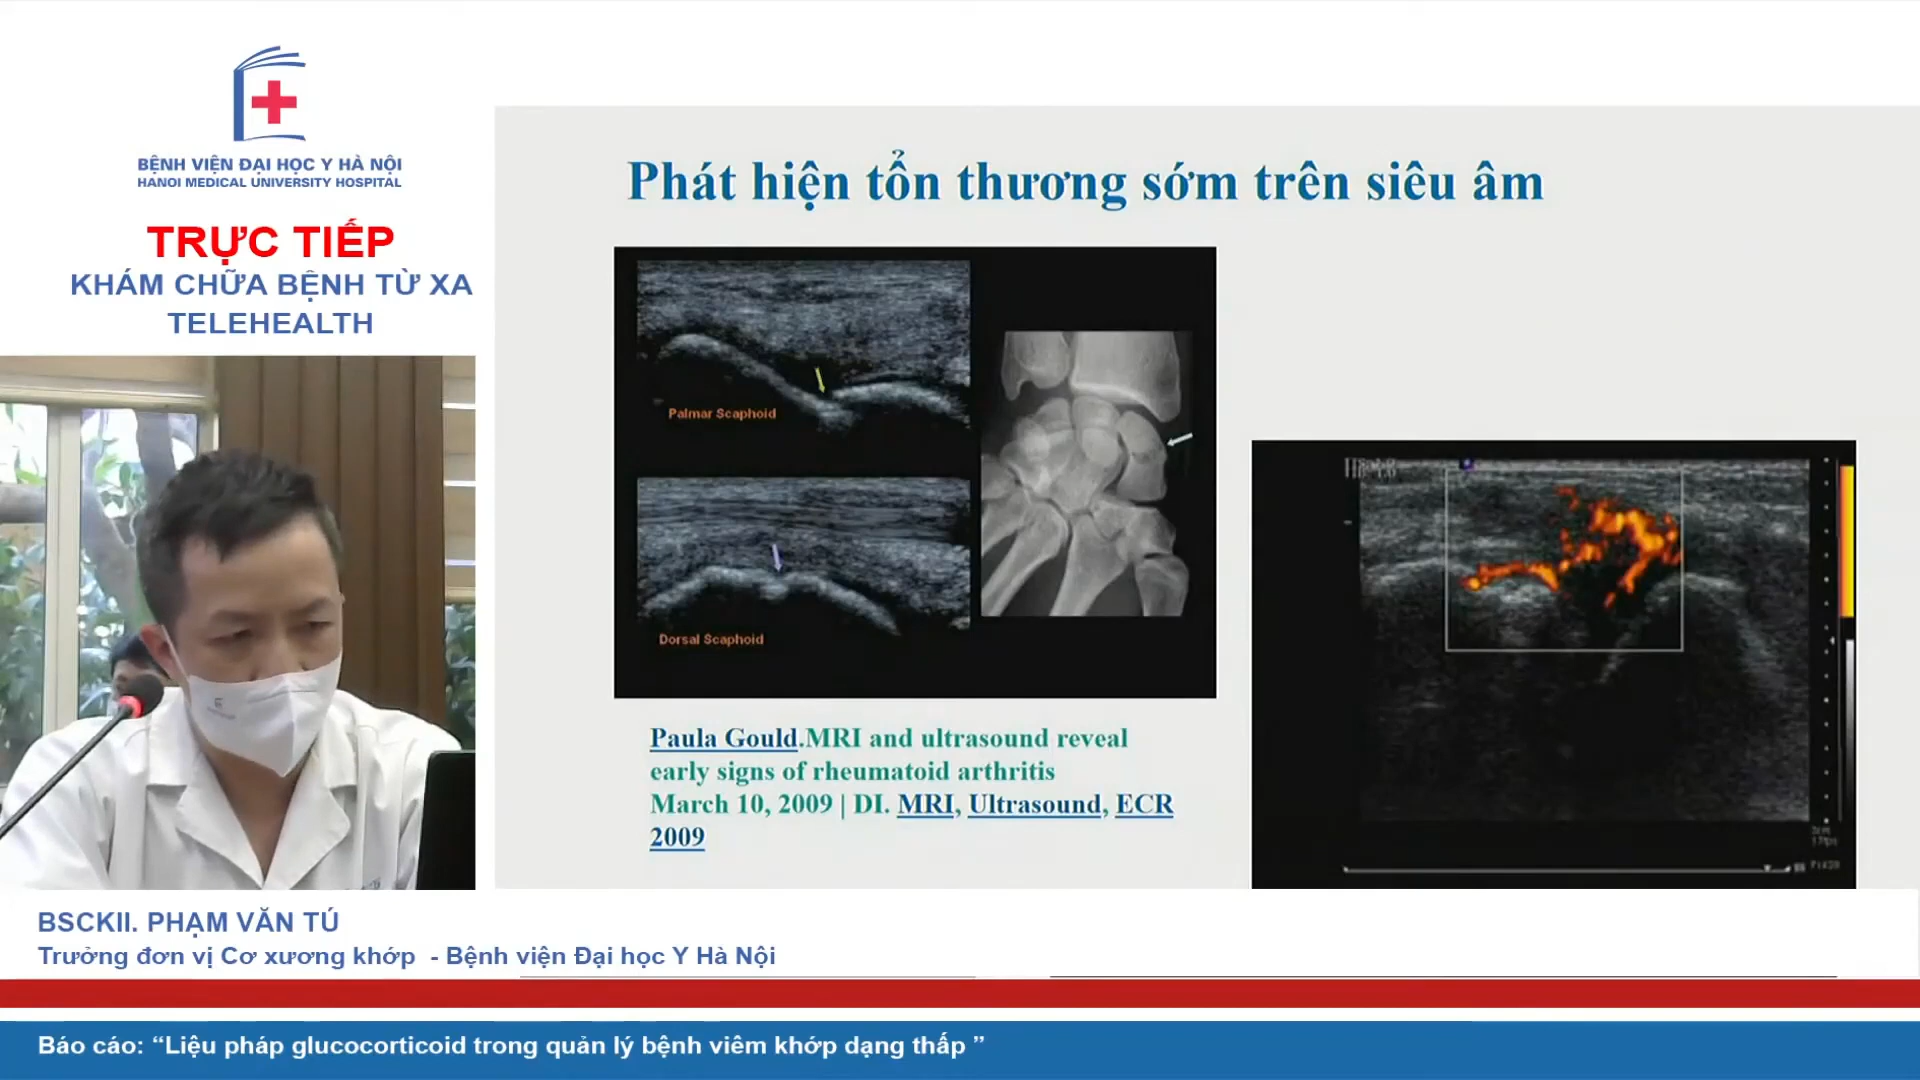 BỆNH VIỆN ĐẠI HỌC Y HÀ NỘI
HANOI MEDICAL UNIVERSITY HOSPITAL
TRỰC TIẾP
KHÁM CHỮA BỆNH TỪ XA
TELEHEALTH
Phát hiện tổn thương sớm trên siêu âm
Palmar Scaphoid
Dorsal Scaphoid
Paula Gould.MRI and ultrasound reveal
early signs of rheumatoid arthritis
March 10, 2009 | DI. MRI, Ultrasound, ECR
2009
BSCKII. PHẠM VĂN TÚ
Trưởng đơn vị Cơ xương khớp - Bệnh viện Đại học Y Hà Nội
Báo cáo: “Liệu pháp glucocorticoid trong quản lý bệnh viêm khớp dạng thấp ”